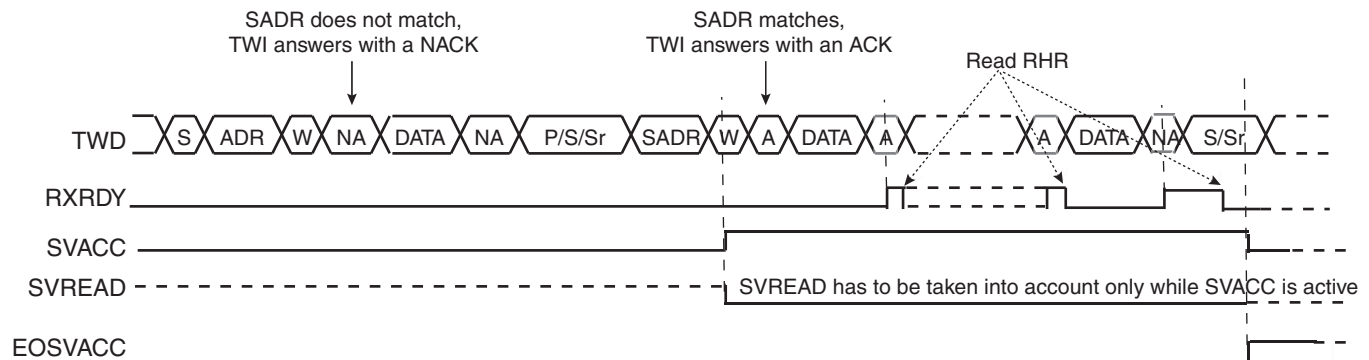 SADR does not match,
TWI answers with a NACK
SADR matches,
TWI answers with an ACK
Read RHR
TWD S ADR W NA DATA NA P/S/Sr SADR W A DATA A A DATA NA S/Sr
RXRDY
SVACC
SVREAD SVREAD has to be taken into account only while SVACC is active
EOSVACC